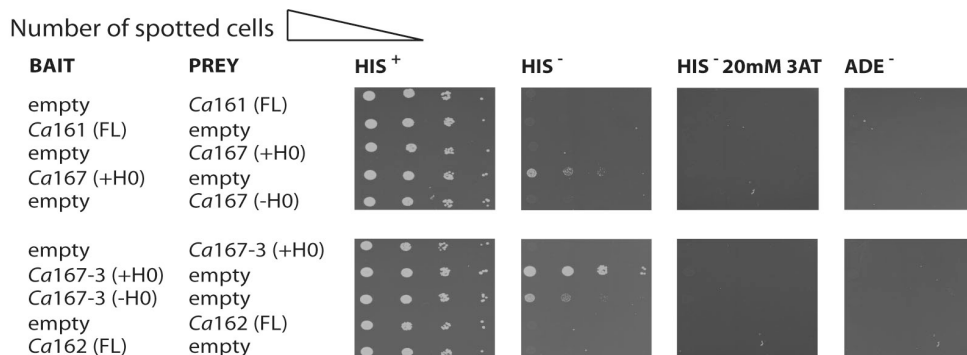 Number of spotted cells
BAIT PREY HIS + HIS - HIS - 20mM 3AT ADE -
empty Ca161 (FL)
Ca161 (FL) empty
empty Ca167 (+H0)
Ca167 (+H0) empty
empty Ca167 (-H0)
empty Ca167-3 (+H0)
Ca167-3 (+H0) empty
Ca167-3 (-H0) empty
empty Ca162 (FL)
Ca162 (FL) empty